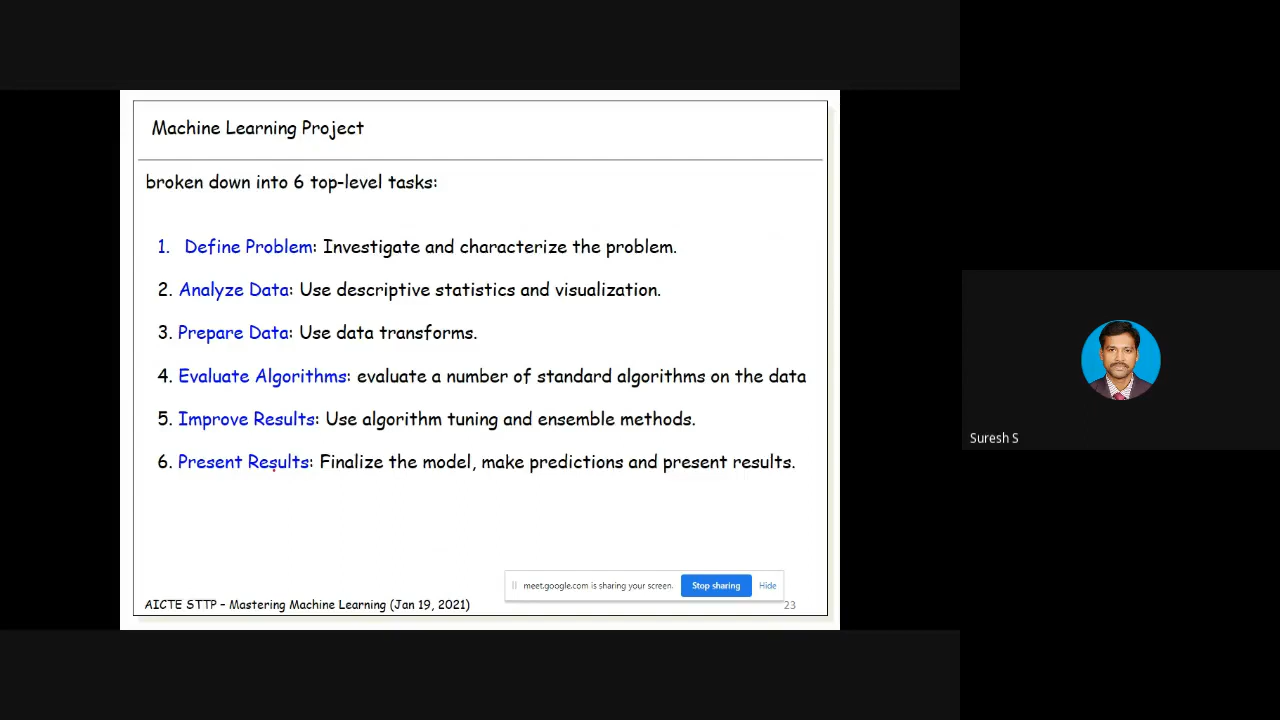 Machine Learning Project
broken down into 6 top-level tasks:
1. Define Problem: Investigate and characterize the problem.
2. Analyze Data: Use descriptive statistics and visualization.
3. Prepare Data: Use data transforms.
4. Evaluate Algorithms: evaluate a number of standard algorithms on the data
5. Improve Results: Use algorithm tuning and ensemble methods.
6. Present Results: Finalize the model, make predictions and present results.
meet.google.com is sharing your screen. Stop sharing Hide
AICTE STTP – Mastering Machine Learning (Jan 19, 2021) 23
Suresh S